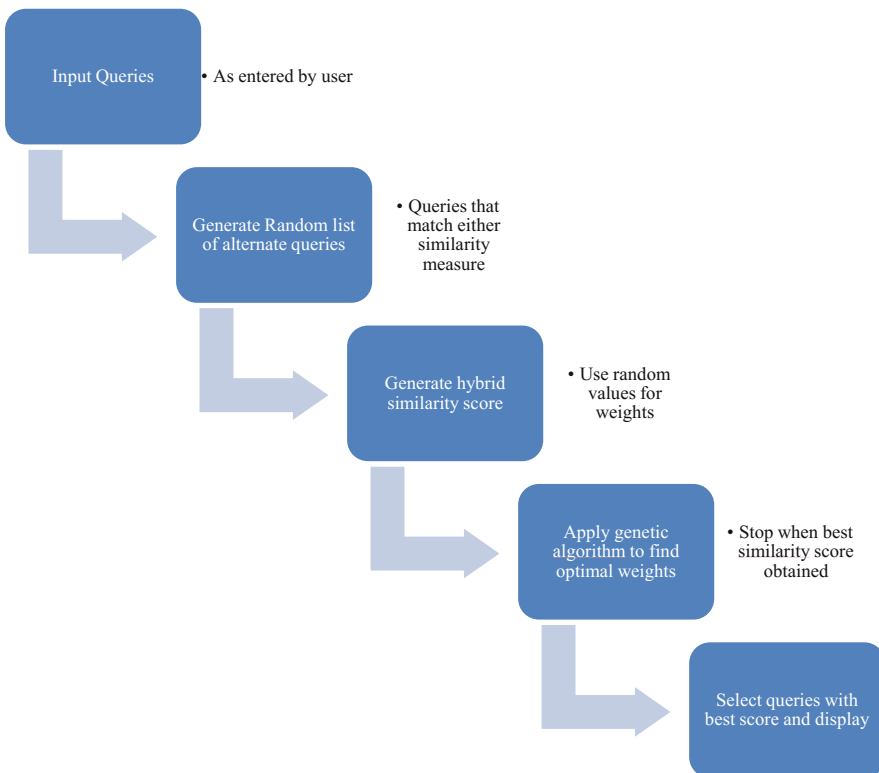 Input Queries
• As entered by user
Generate Random list
of alternate queries
• Queries that
match either
similarity
measure
Generate hybrid
similarity score
• Use random
values for
weights
Apply genetic
algorithm to find
optimal weights
• Stop when best
similarity score
obtained
Select queries with
best score and display